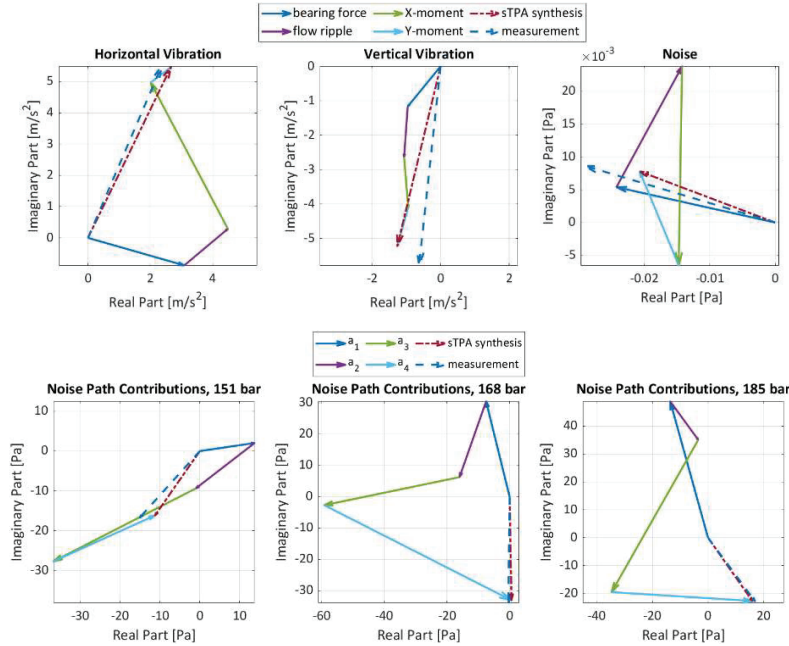 bearing force X-moment sTPA synthesis
flow ripple Y-moment measurement
Horizontal Vibration
Imaginary Part [m/s²]
5
4
3
2
1
0
0 2 4
Real Part [m/s²]
Vertical Vibration
Imaginary Part [m/s²]
0
-1
-2
-3
-4
-5
-2 0 2
Real Part [m/s²]
Noise
×10⁻³
Imaginary Part [Pa]
20
15
10
5
0
-5
-0.02 -0.01 0
Real Part [Pa]
a₁ a₃ sTPA synthesis
a₂ a₄ measurement
Noise Path Contributions, 151 bar
Imaginary Part [Pa]
10
0
-10
-20
-30
-30 -20 -10 0 10
Real Part [Pa]
Noise Path Contributions, 168 bar
Imaginary Part [Pa]
30
20
10
0
-10
-20
-30
-60 -40 -20 0
Real Part [Pa]
Noise Path Contributions, 185 bar
Imaginary Part [Pa]
40
30
20
10
0
-10
-20
-40 -20 0 20
Real Part [Pa]